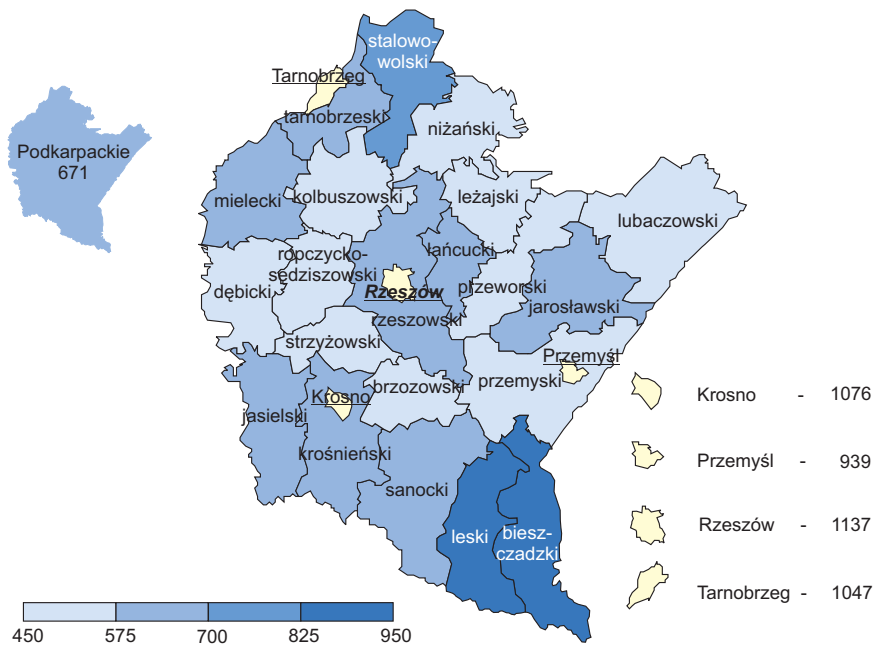 stalowo-
wolski
Tarnobrzeg
tarnobrzeski
niżański
Podkarpackie
671
mielecki
kolbuszowski
leżajski
lubaczowski
ropczycko-
sędziszowski
łańcucki
dębicki
Rzeszów
przeworski
jarosławski
rzeszowski
strzyżowski
Przemyśl
brzozowski
przemyski
Krosno
jasielski
krośnieński
sanocki
leski
biesz-
czadzki
Krosno - 1076
Przemyśl - 939
Rzeszów - 1137
Tarnobrzeg - 1047
450 575 700 825 950